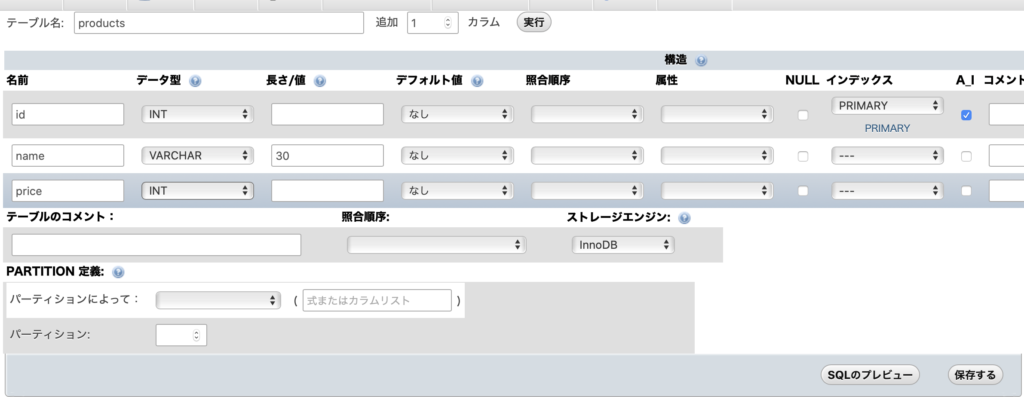 テーブル名: products 追加 1 カラム 実行
構造
名前 データ型 長さ/値 デフォルト値 照合順序 属性 NULL インデックス A_I コメント
id INT なし PRIMARY
PRIMARY
name VARCHAR 30 なし ---
price INT なし ---
テーブルのコメント： 照合順序: ストレージエンジン:
InnoDB
PARTITION 定義:
パーティションによって： ( 式またはカラムリスト )
パーティション:
SQLのプレビュー 保存する